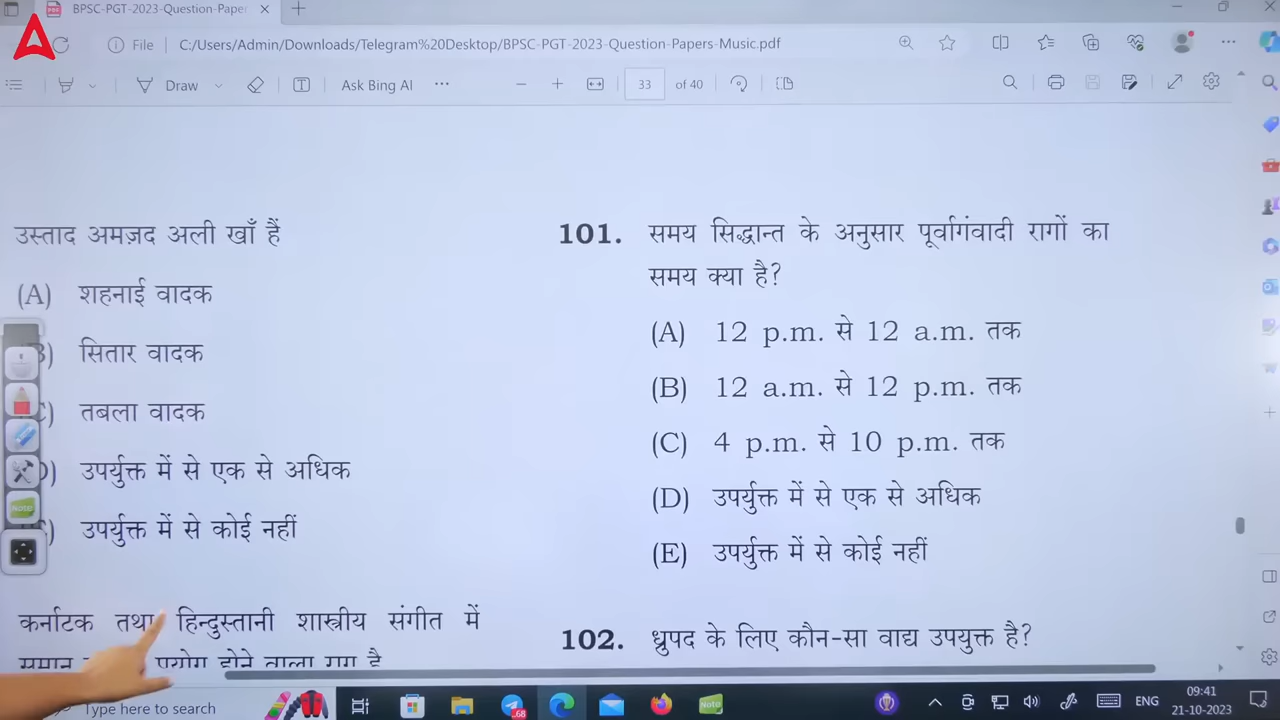 BPSC-PGT-2023-Question-Paper
File
C:/Users/Admin/Downloads/Telegram%20Desktop/BPSC-PGT-2023-Question-Papers-Music.pdf
Draw
Ask Bing AI
33
of 40
उस्ताद अमज़द अली खाँ हैं
(A) शहनाई वादक
सितार वादक
तबला वादक
उपर्युक्त में से एक से अधिक
उपर्युक्त में से कोई नहीं
कर्नाटक तथा हिन्दुस्तानी शास्त्रीय संगीत में
101. समय सिद्धान्त के अनुसार पूर्वागंवादी रागों का
समय क्या है?
(A) 12 p.m. से 12 a.m. तक
(B) 12 a.m. से 12 p.m. तक
(C) 4 p.m. से 10 p.m. तक
(D) उपर्युक्त में से एक से अधिक
(E) उपर्युक्त में से कोई नहीं
102. ध्रुपद के लिए कौन-सा वाद्य उपयुक्त है?
Note
Type here to search
68
Note
ENG
09:41
21-10-2023